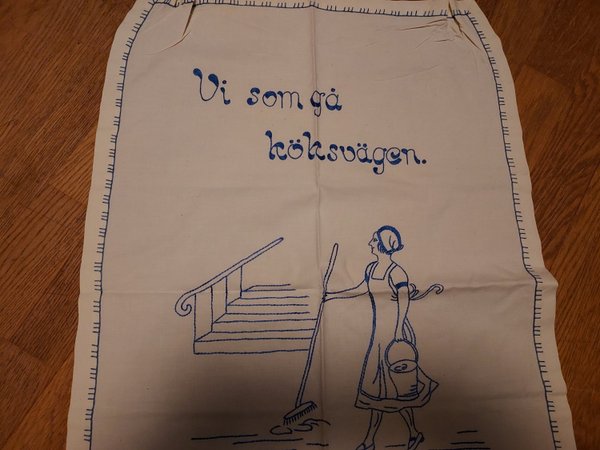 Vi som gå
köksvägen.